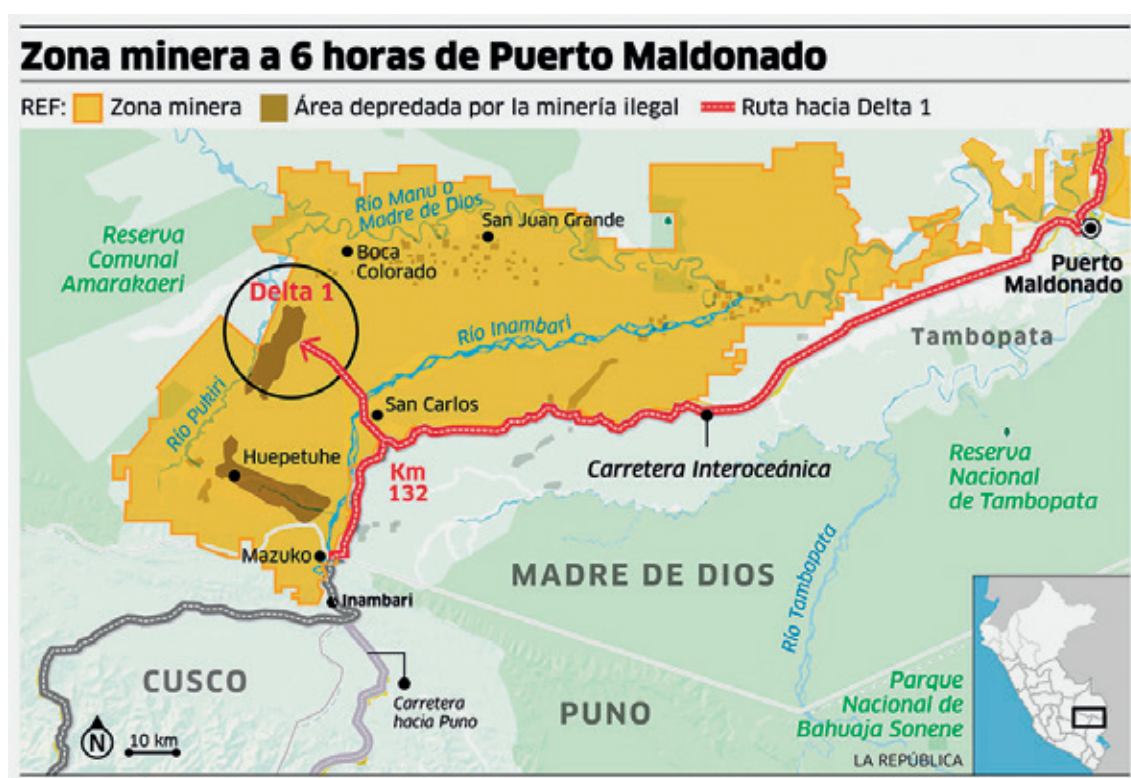 Zona minera a 6 horas de Puerto Maldonado
REF: Zona minera Área depredada por la minería ilegal Ruta hacia Delta 1
Río Manu o
Madre de Dios
San Juan Grande
Reserva
Comunal
Amarakaeri
Boca
Colorado
Puerto
Maldonado
Delta 1
Río Inambari
Tambopata
Río Pukiri
San Carlos
Huepetuhe
Km
132
Carretera Interoceánica
Reserva
Nacional
de Tambopata
Mazuko
MADRE DE DIOS
Río Tambopata
Inambari
CUSCO
Carretera
hacia Puno
PUNO
Parque
Nacional de
Bahuaja Sonene
N
10 km
LA REPÚBLICA